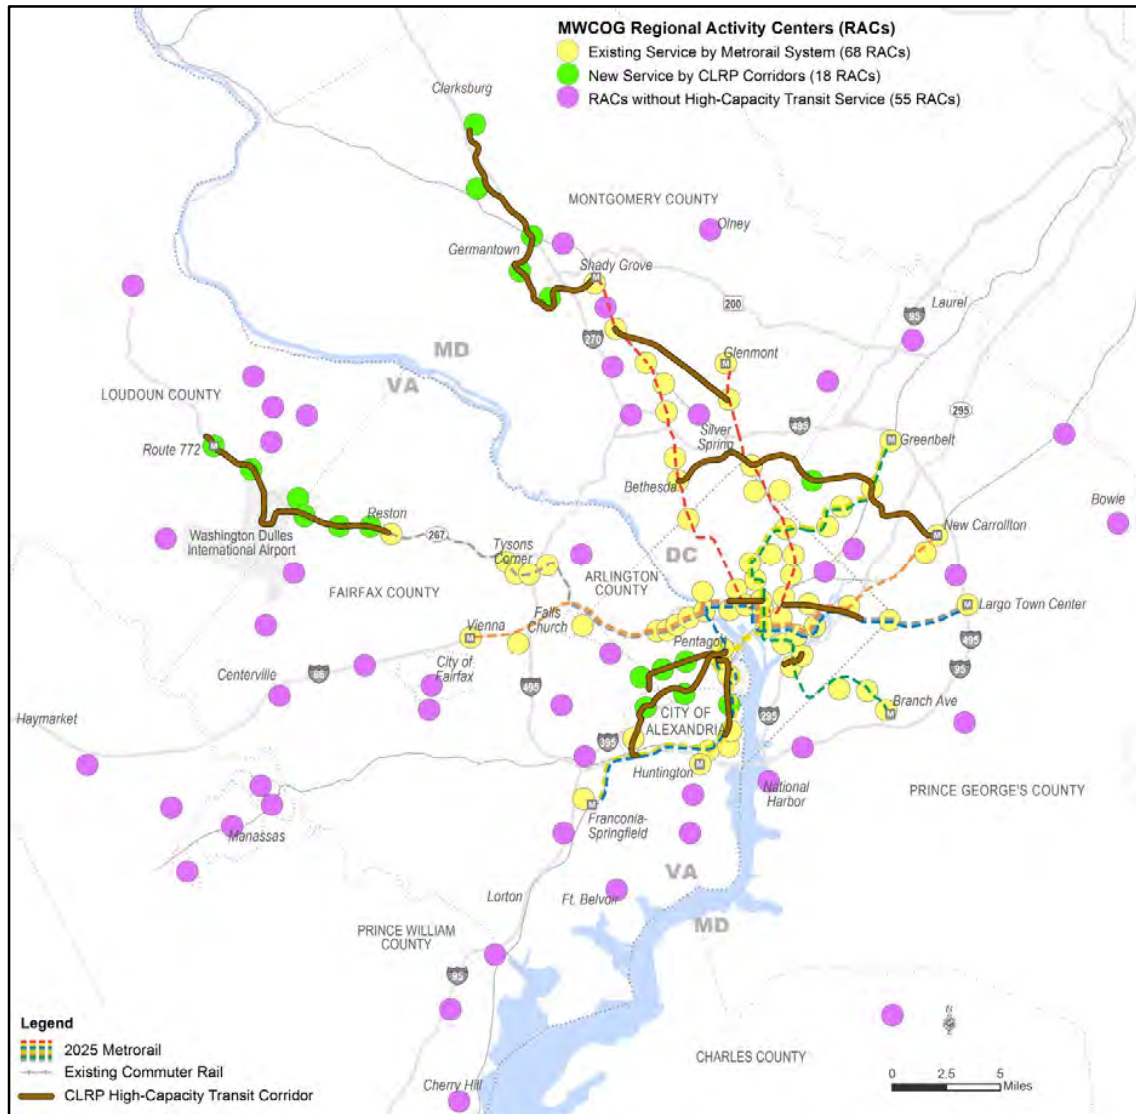 MWCOG Regional Activity Centers (RACs)
Existing Service by Metrorail System (68 RACs)
New Service by CLRP Corridors (18 RACs)
RACs without High-Capacity Transit Service (55 RACs)
Clarksburg
MONTGOMERY COUNTY
Olney
Germantown
Shady Grove
M
200
95
Laurel
270
MD
VA
Glenmont
M
LOUDOUN COUNTY
295
495
Silver
Spring
Greenbelt
M
Route 772
M
Bethesda
Reston
Bowie
New Carrollton
M
Washington Dulles
International Airport
267
Tysons
Corner
DC
ARLINGTON
COUNTY
FAIRFAX COUNTY
Falls
Church
Largo Town Center
M
Vienna
M
Pentagon
495
95
City of
Fairfax
Centerville
66
495
Branch Ave
M
295
CITY OF
ALEXANDRIA
Haymarket
395
Huntington
M
National
Harbor
PRINCE GEORGE'S COUNTY
Franconia-
Springfield
M
Manassas
VA
MD
Lorton
Ft. Belvoir
PRINCE WILLIAM
COUNTY
95
Legend
2025 Metrorail
Existing Commuter Rail
CLRP High-Capacity Transit Corridor
Cherry Hill
CHARLES COUNTY
N
0 2.5 5
Miles